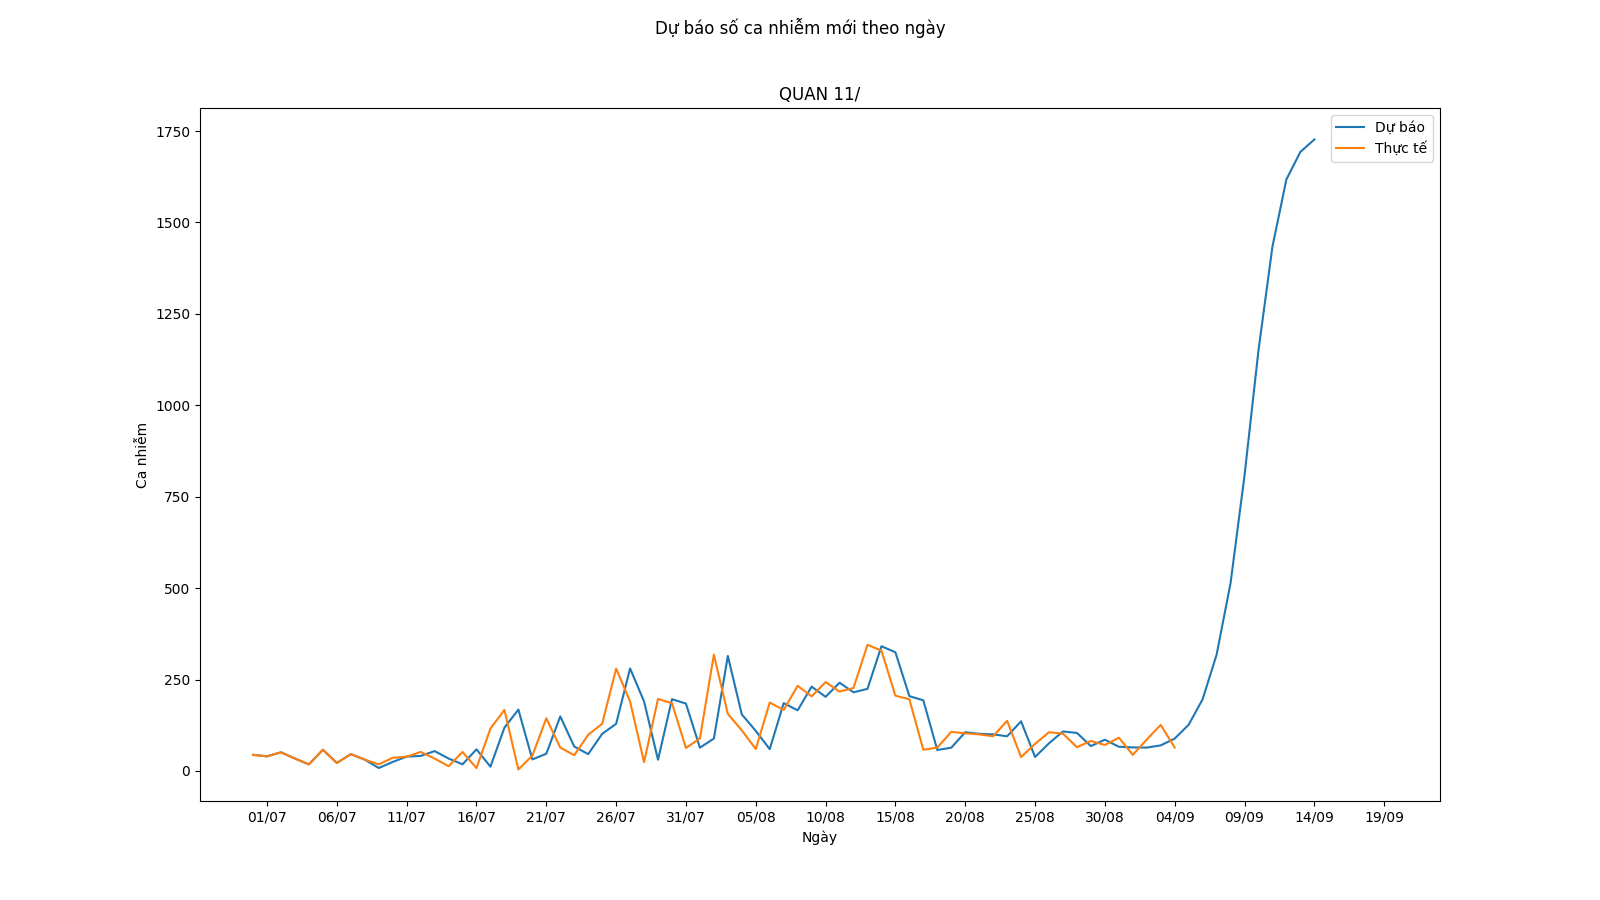 Dự báo số ca nhiễm mới theo ngày
QUAN 11/
Dự báo
Thực tế
1750
1500
1250
1000
750
500
250
0
Ca nhiễm
01/07 06/07 11/07 16/07 21/07 26/07 31/07 05/08 10/08 15/08 20/08 25/08 30/08 04/09 09/09 14/09 19/09
Ngày